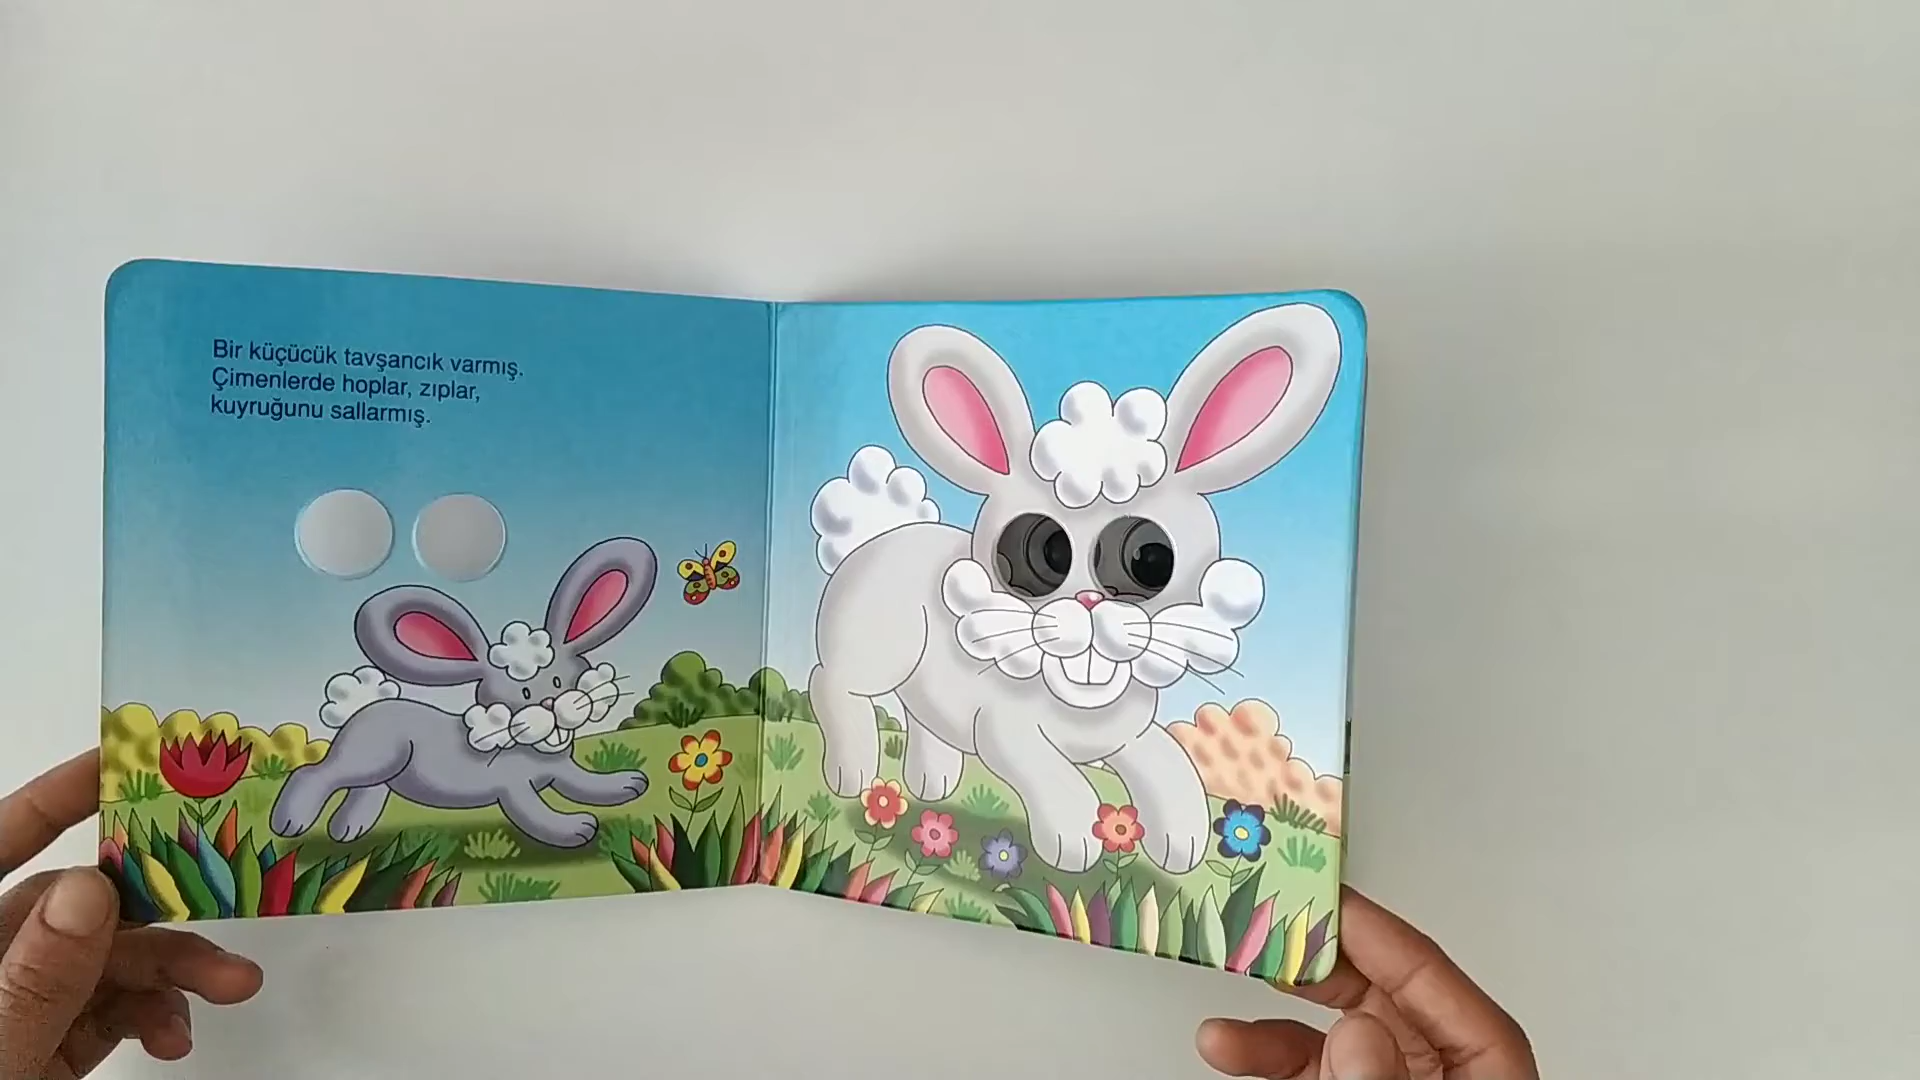 Bir küçücük tavşancık varmış.
Çimenlerde hoplar, zıplar,
kuyruğunu sallarmış.